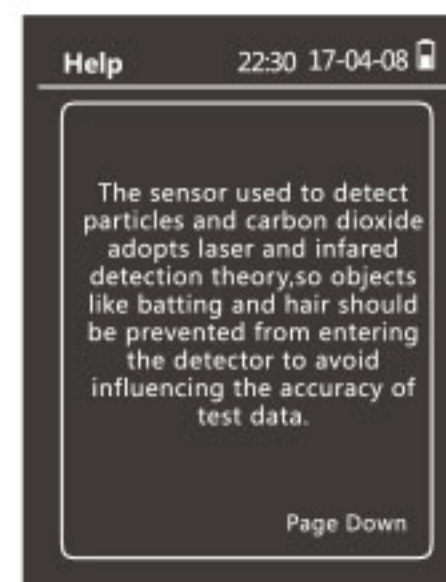 Help 22:30 17-04-08
The sensor used to detect
particles and carbon dioxide
adopts laser and infared
detection theory,so objects
like batting and hair should
be prevented from entering
the detector to avoid
influencing the accuracy of
test data.
Page Down